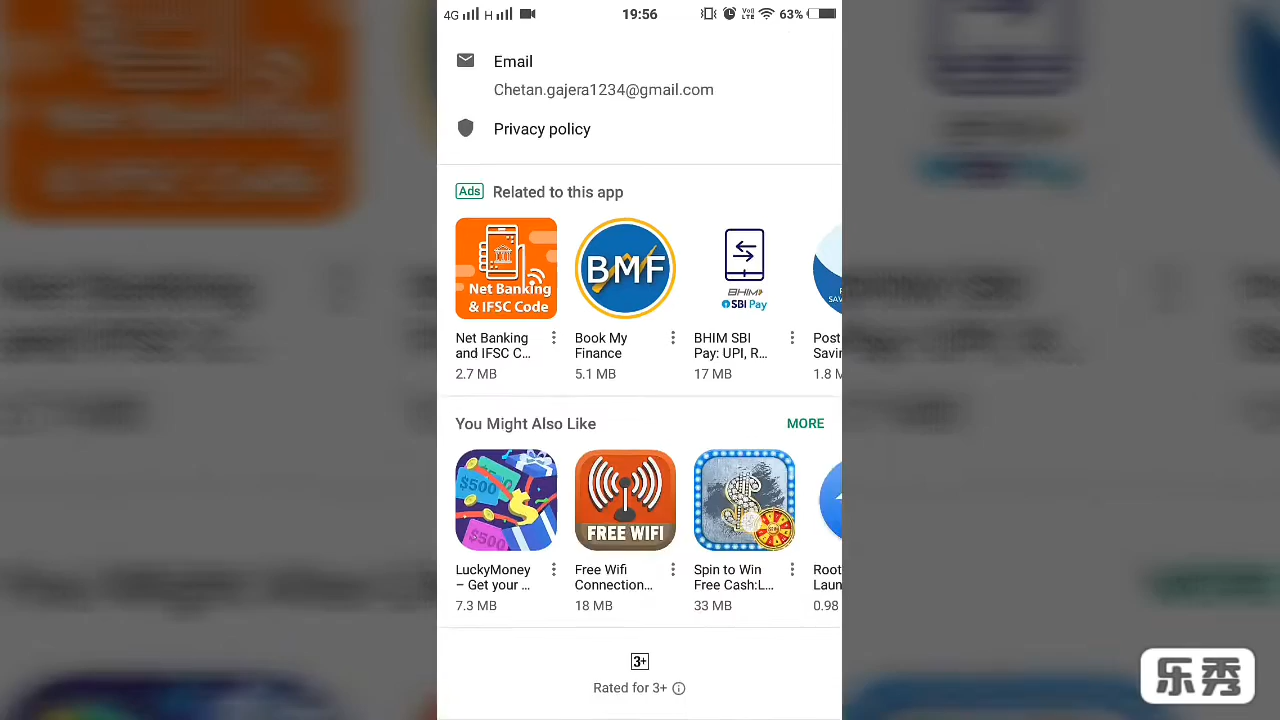 4G H 19:56 VoD LTE 63%
Email
Chetan.gajera1234@gmail.com
Privacy policy
Ads Related to this app
Net Banking
& IFSC Code
BMF
BHIM
SBI Pay
SAV
Net Banking
and IFSC C...
2.7 MB
Book My
Finance
5.1 MB
BHIM SBI
Pay: UPI, R...
17 MB
Post
Savin
1.8 M
You Might Also Like MORE
$500
$500
FREE WIFI
LuckyMoney
– Get your ...
7.3 MB
Free Wifi
Connection...
18 MB
Spin to Win
Free Cash:L...
33 MB
Root
Laun
0.98
3+
Rated for 3+
乐秀